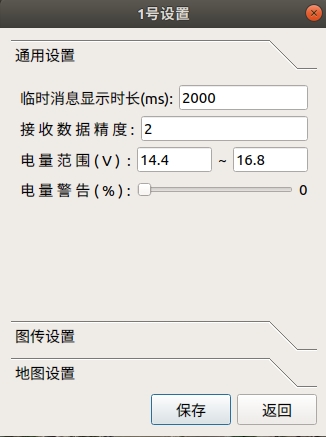 1号设置
通用设置
临时消息显示时长(ms): 2000
接收数据精度: 2
电量范围(V): 14.4 ~ 16.8
电量警告(%): 0
图传设置
地图设置
保存 返回